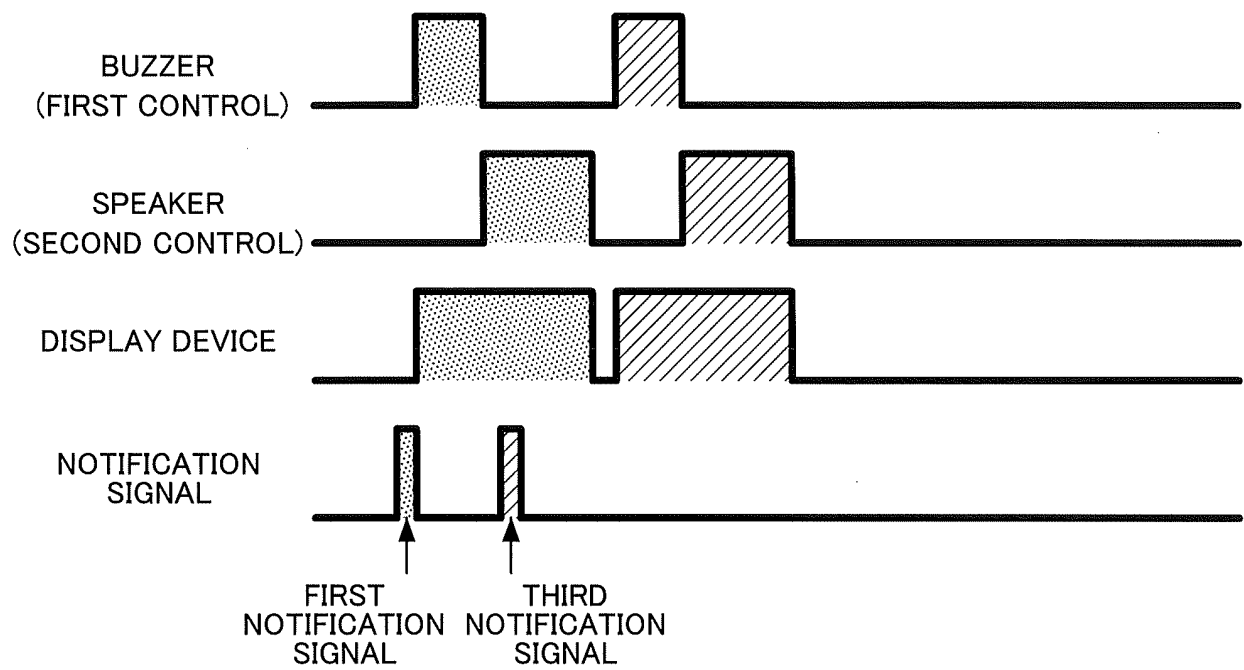 BUZZER
(FIRST CONTROL)
SPEAKER
(SECOND CONTROL)
DISPLAY DEVICE
NOTIFICATION
SIGNAL
FIRST
NOTIFICATION
SIGNAL
THIRD
NOTIFICATION
SIGNAL